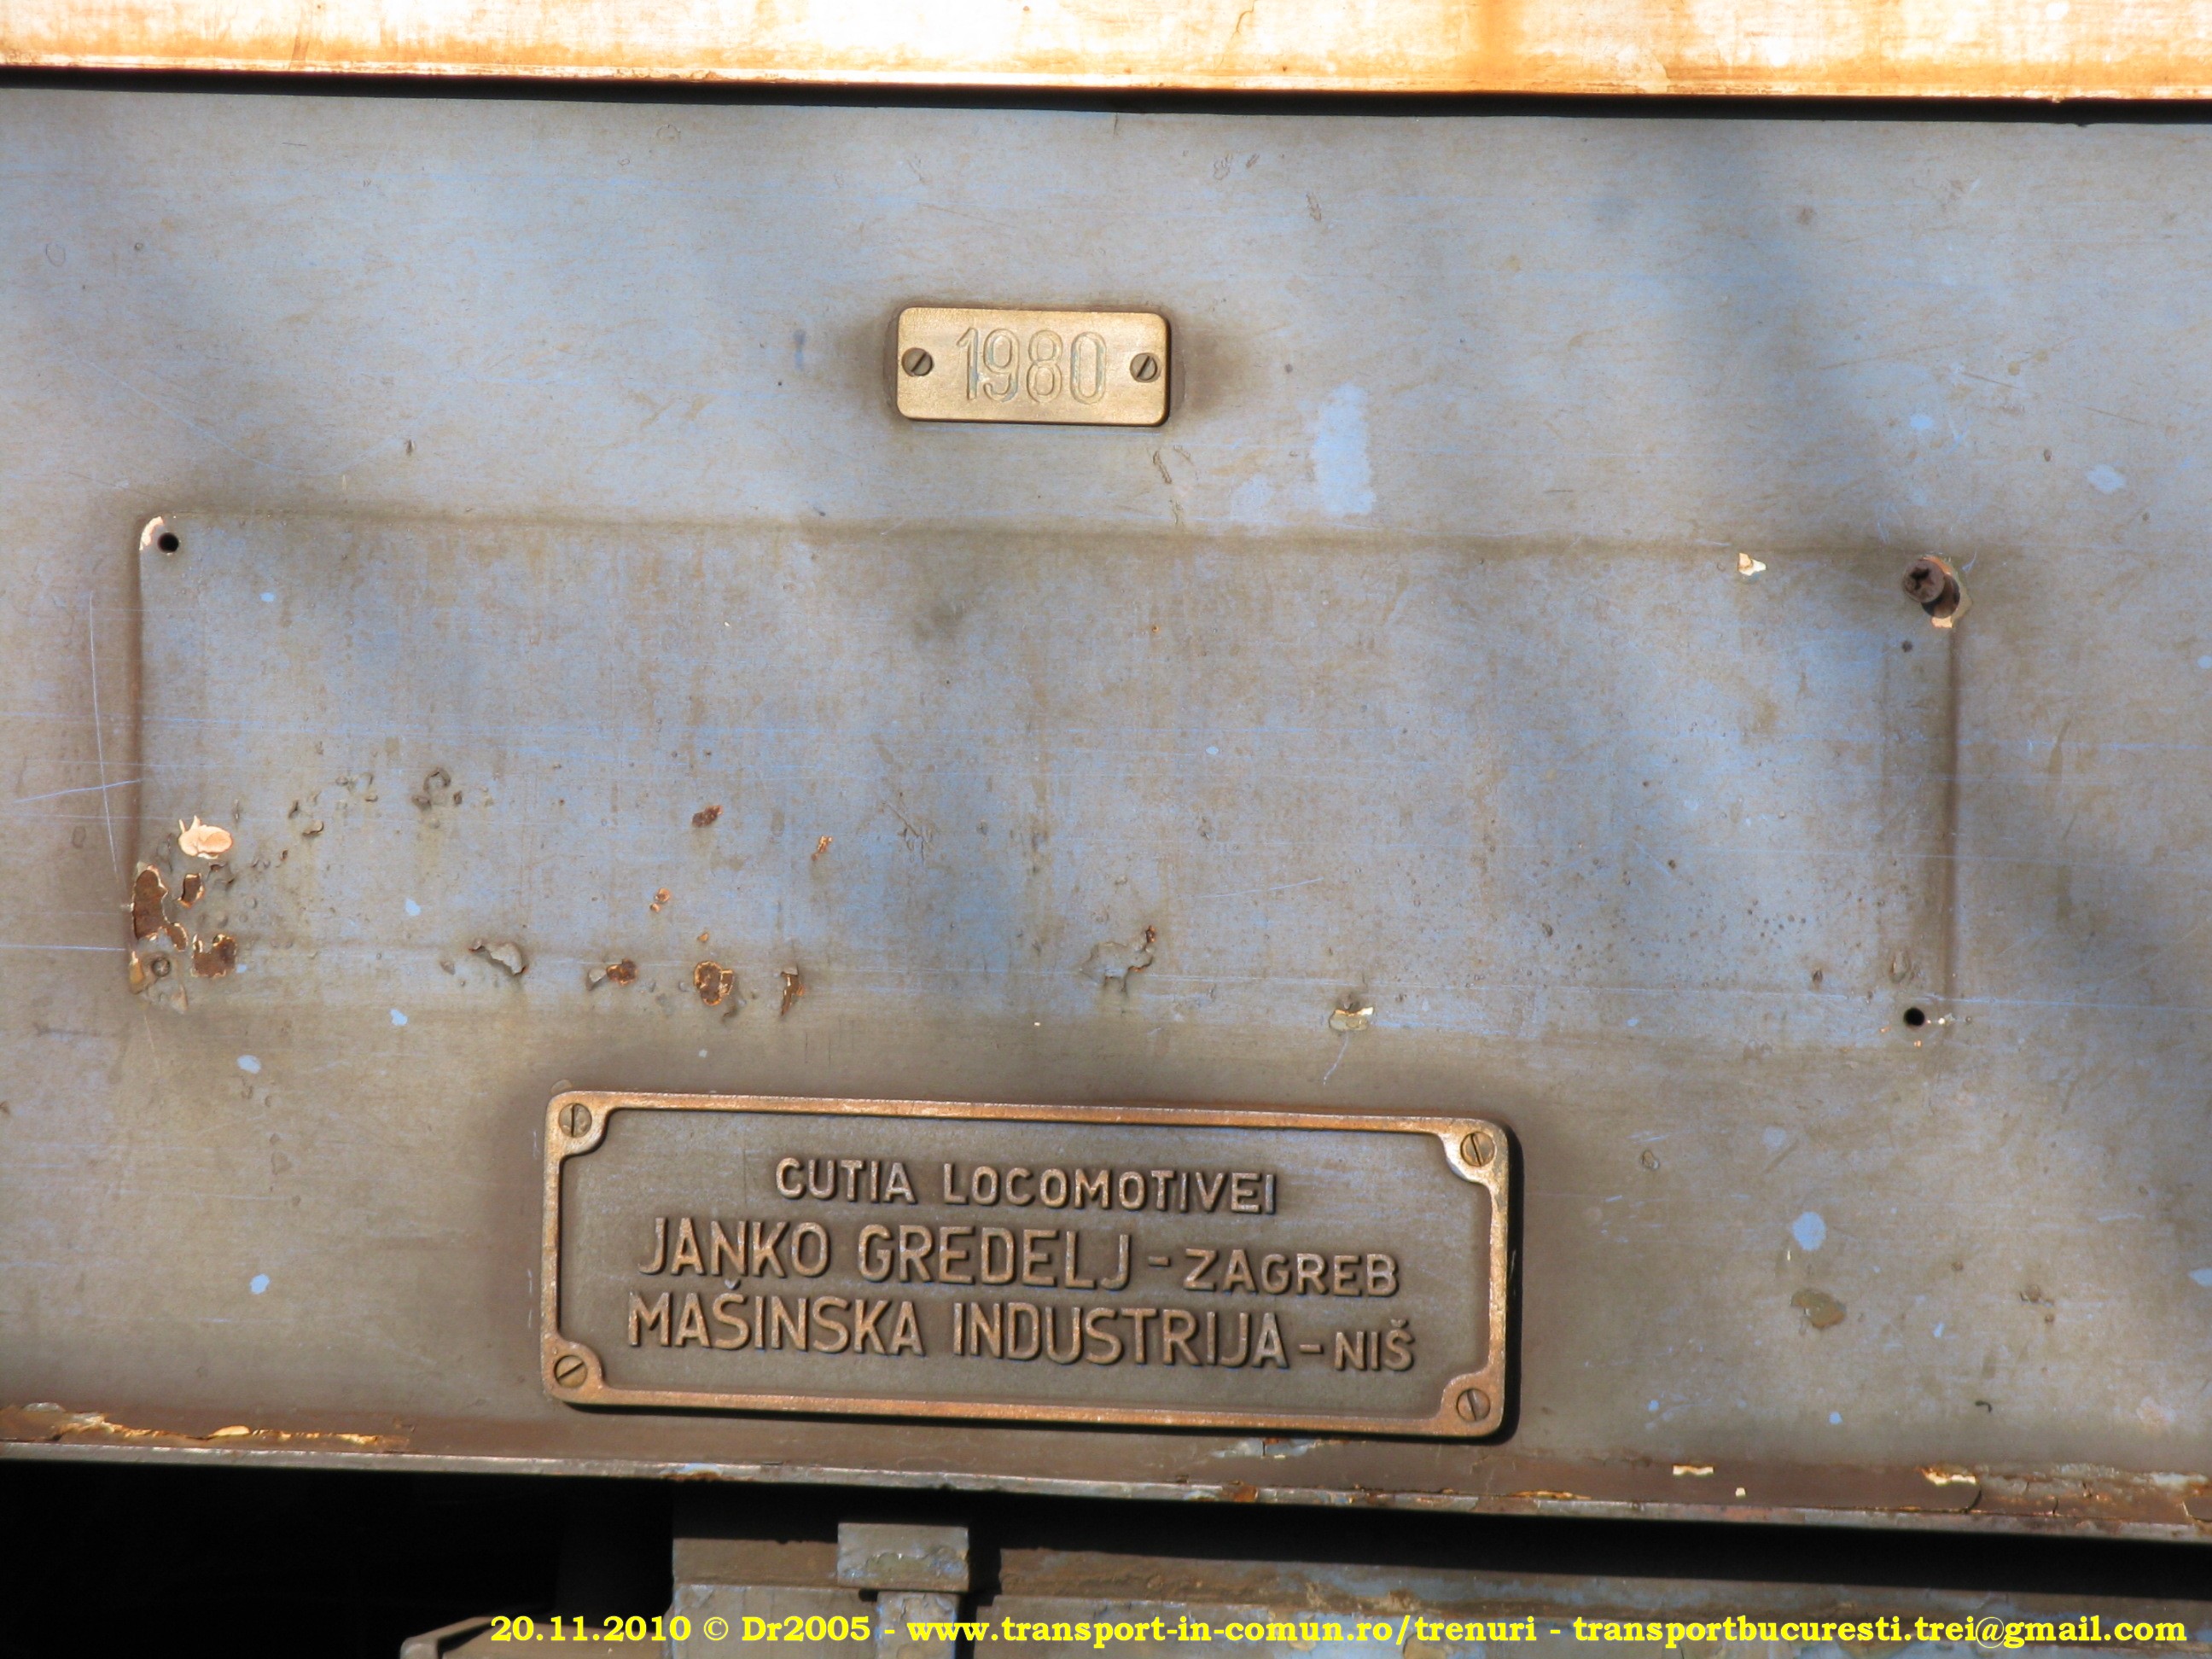 1980
CUTIA LOCOMOTIVEI
JANKO GREDELJ - ZAGREB
MAŠINSKA INDUSTRIJA - NIŠ
20.11.2010 © Dr2005 - www.transport-in-comun.ro/trenuri - transportbucuresti.trei@gmail.com